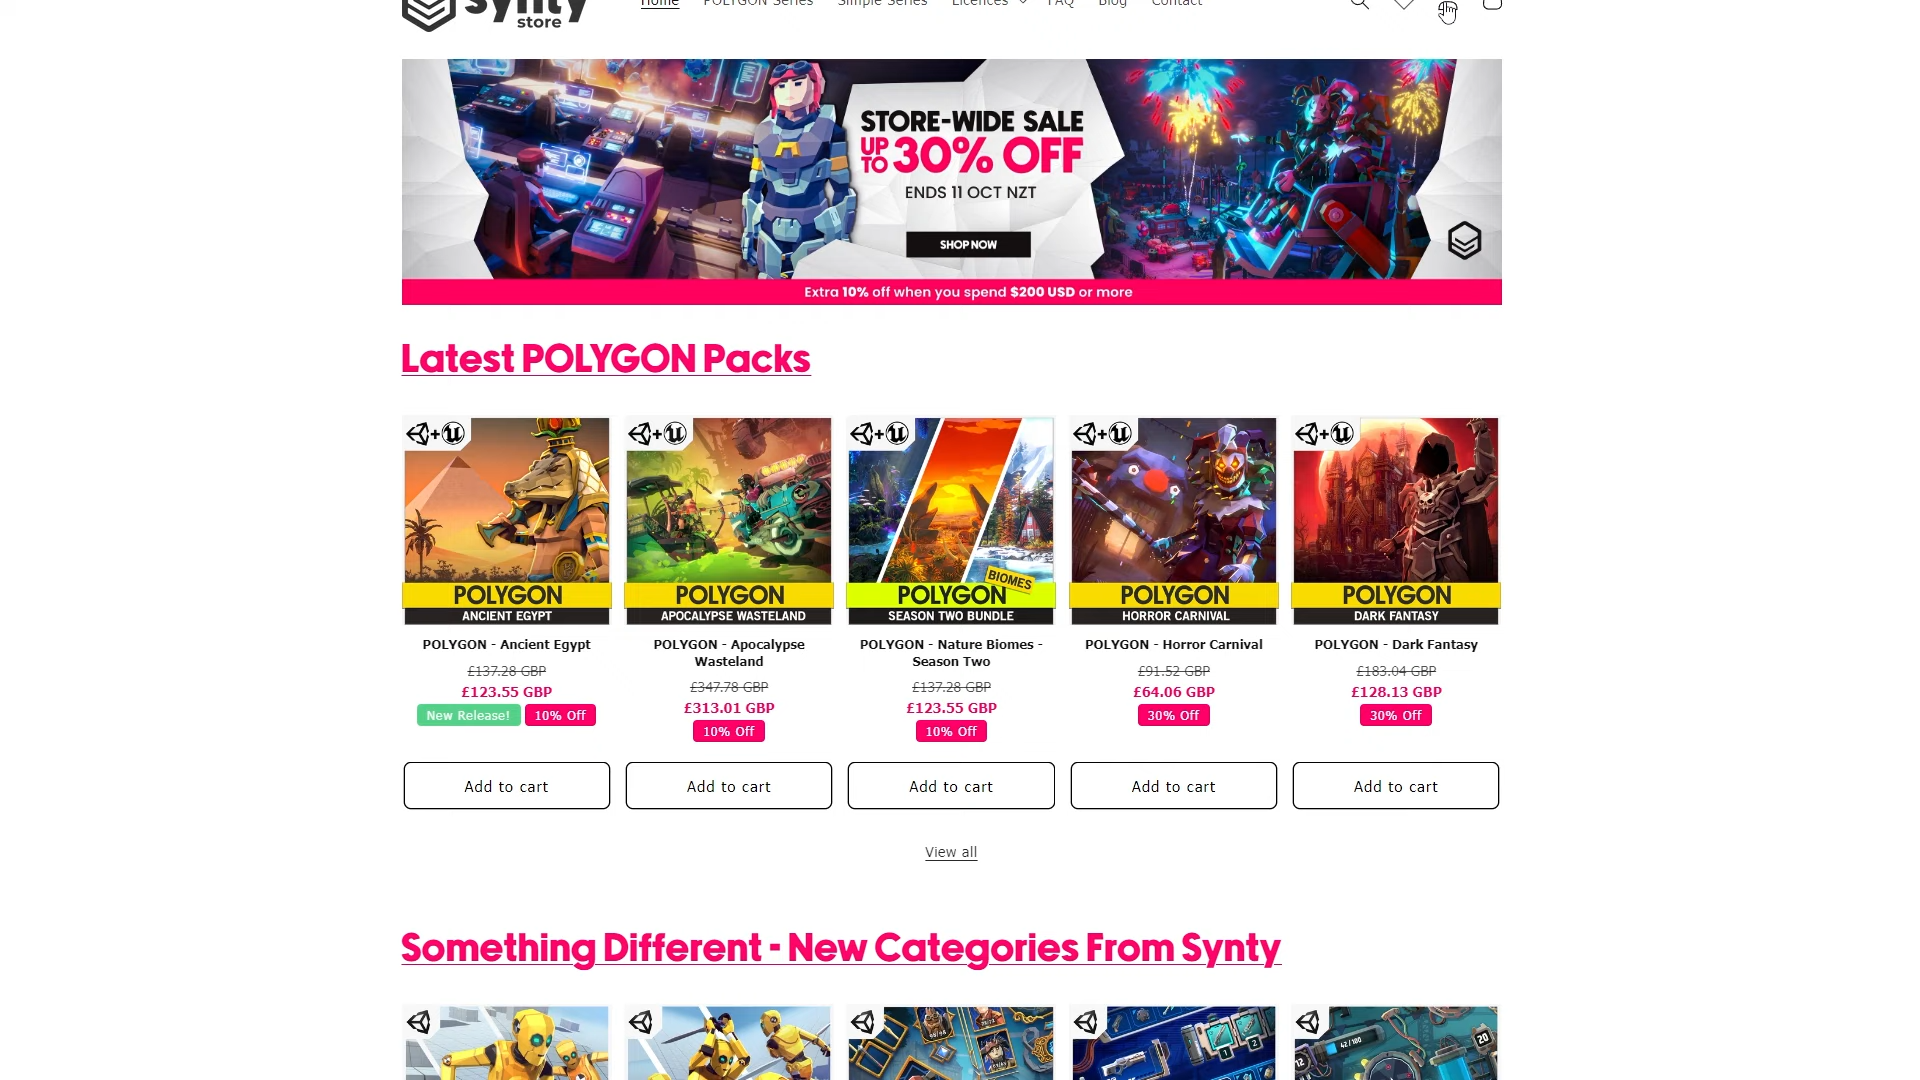 synty
store
Home
POLYGON Series
Simple Series
Licences
FAQ
Blog
Contact
STORE-WIDE SALE
UP TO 30% OFF
ENDS 11 OCT NZT
SHOP NOW
Extra 10% off when you spend $200 USD or more
Latest POLYGON Packs
POLYGON
ANCIENT EGYPT
POLYGON
APOCALYPSE WASTELAND
BIOMES
POLYGON
SEASON TWO BUNDLE
POLYGON
HORROR CARNIVAL
POLYGON
DARK FANTASY
POLYGON - Ancient Egypt
£137.28 GBP
£123.55 GBP
New Release!
10% Off
POLYGON - Apocalypse
Wasteland
£347.78 GBP
£313.01 GBP
10% Off
POLYGON - Nature Biomes -
Season Two
£137.28 GBP
£123.55 GBP
10% Off
POLYGON - Horror Carnival
£91.52 GBP
£64.06 GBP
30% Off
POLYGON - Dark Fantasy
£183.04 GBP
£128.13 GBP
30% Off
Add to cart
Add to cart
Add to cart
Add to cart
Add to cart
View all
Something Different - New Categories From Synty
1
2
42/100
20
12